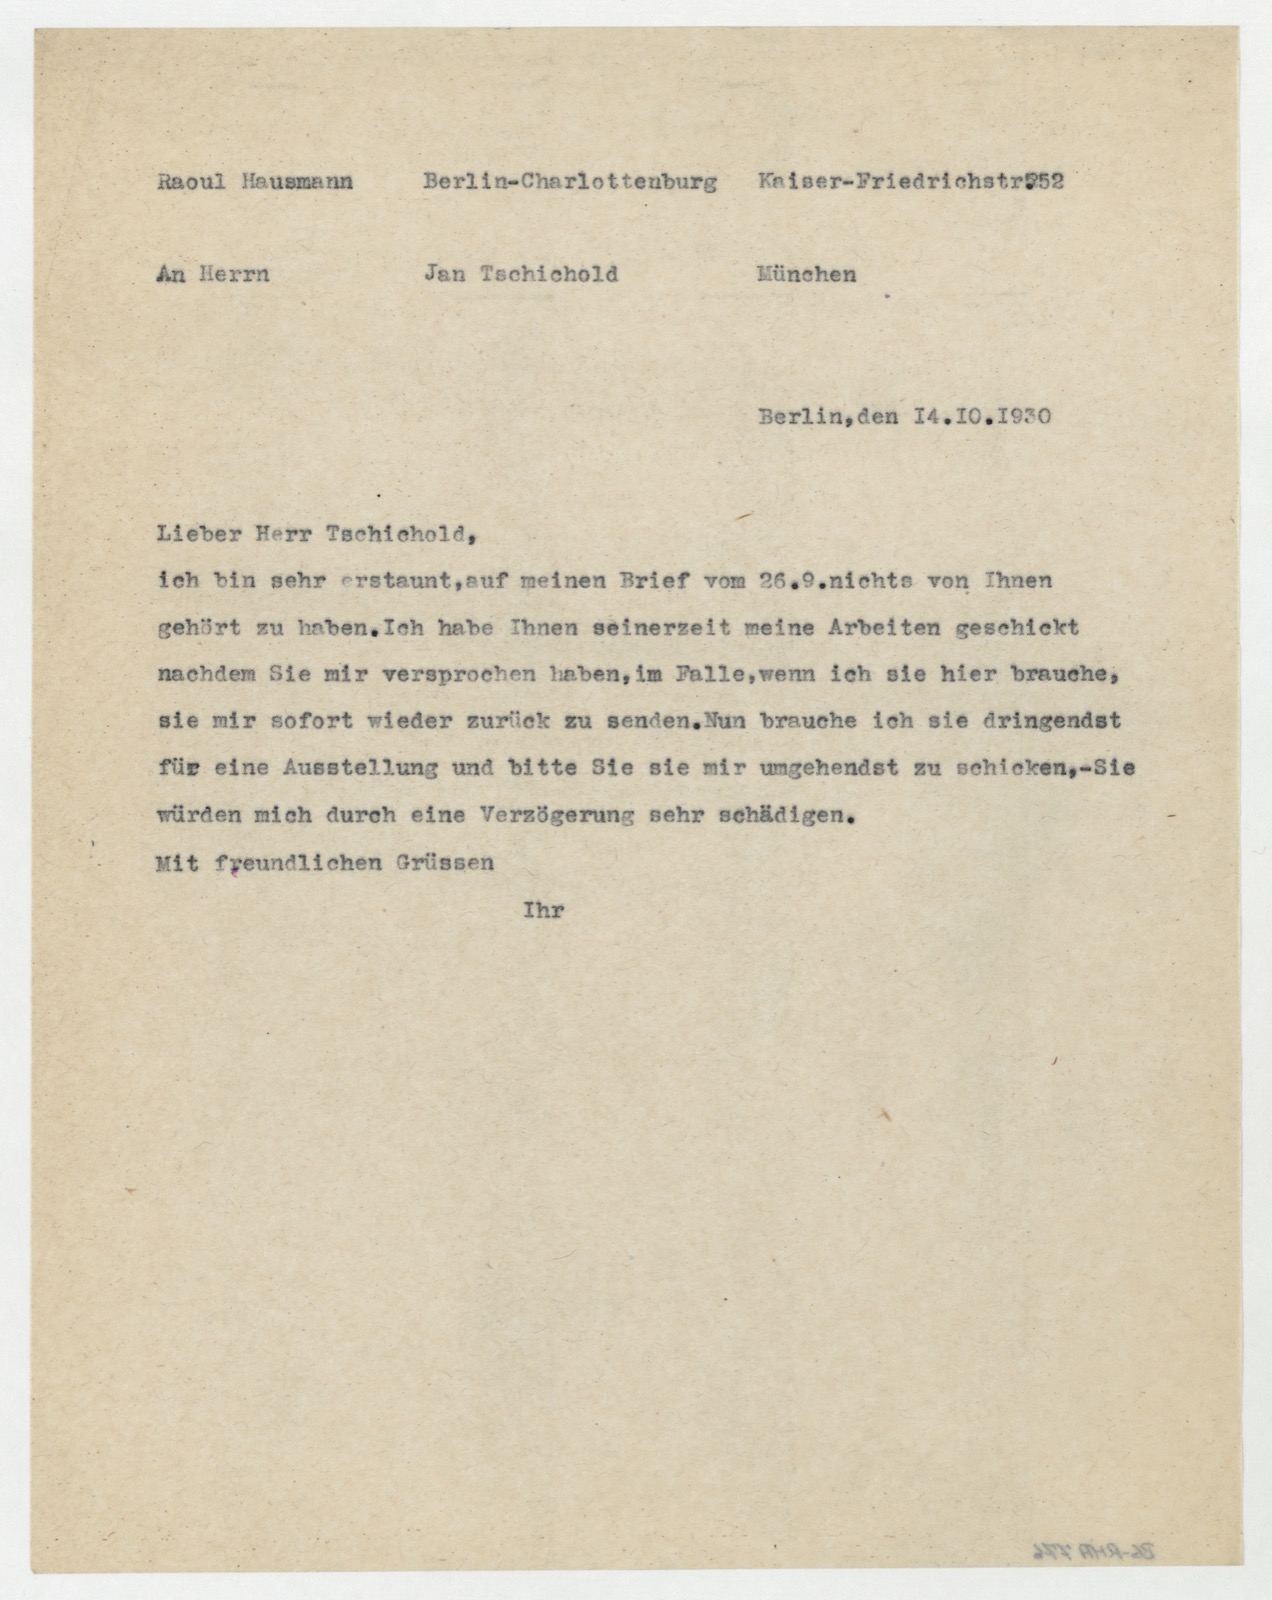 Raoul Hausmann Berlin-Charlottenburg Kaiser-Friedrichstr.52
An Herrn Jan Tschichold München
Berlin,den I4.IO.I930
Lieber Herr Tschichold,
ich bin sehr erstaunt,auf meinen Brief vom 26.9.nichts von Ihnen
gehört zu haben.Ich habe Ihnen seinerzeit meine Arbeiten geschickt
nachdem Sie mir versprochen haben,im Falle,wenn ich sie hier brauche,
sie mir sofort wieder zurück zu senden.Nun brauche ich sie dringendst
für eine Ausstellung und bitte Sie sie mir umgehendst zu schicken,-Sie
würden mich durch eine Verzögerung sehr schädigen.
Mit freundlichen Grüssen
Ihr